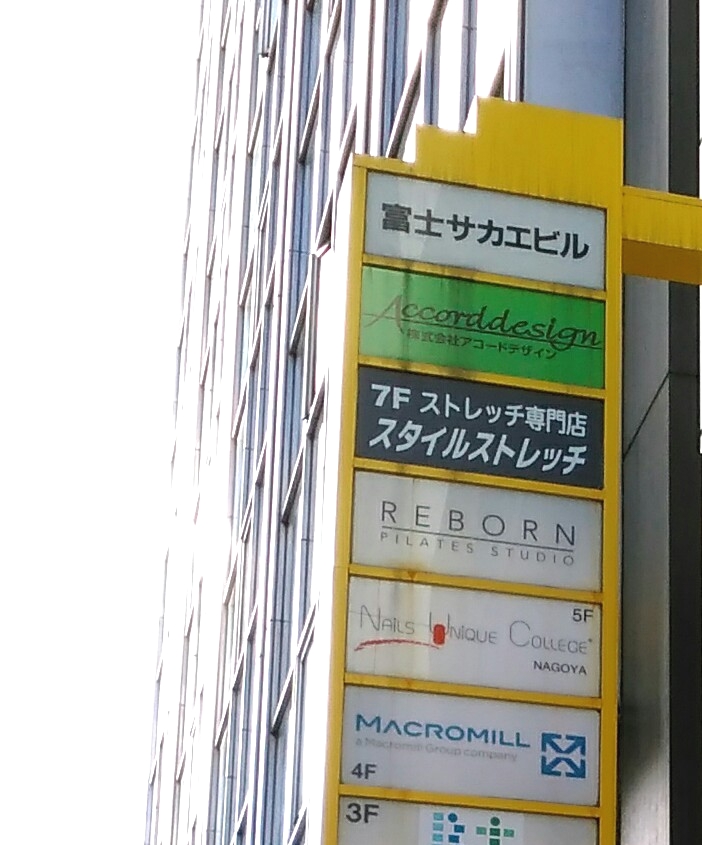 富士サカエビル
Accorddesign
株式会社アコードデザイン
7F ストレッチ専門店
スタイルストレッチ
REBORN
PILATES STUDIO
5F
NAILS UNIQUE COLLEGE
NAGOYA
MACROMILL
a Macromill Group company
4F
3F